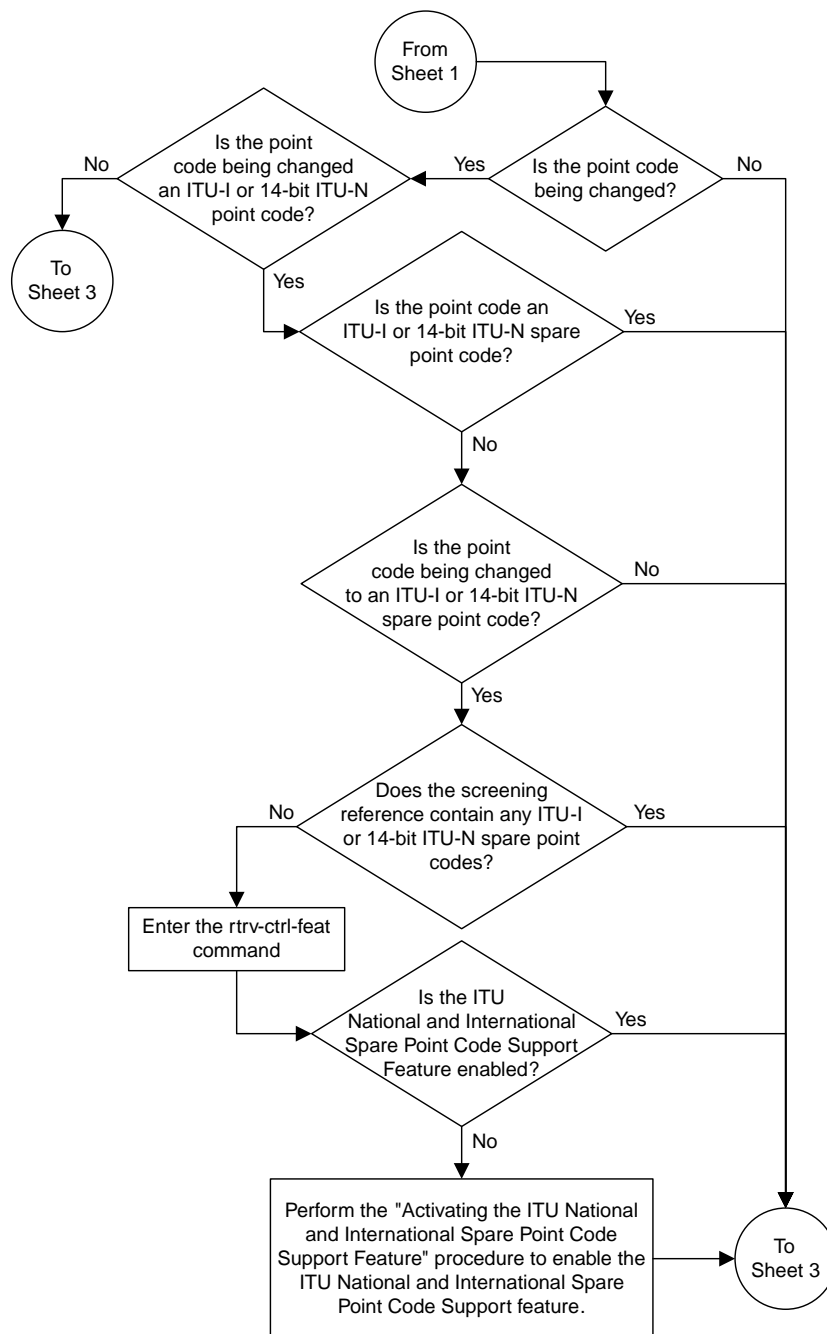 From
Sheet 1
Is the point code
being changed?
Yes
No
Is the point
code being changed
an ITU-I or 14-bit ITU-N
point code?
No
Yes
To
Sheet 3
Is the point code an
ITU-I or 14-bit ITU-N spare
point code?
Yes
No
Is the point
code being changed
to an ITU-I or 14-bit ITU-N
spare point code?
No
Yes
Does the screening
reference contain any ITU-I
or 14-bit ITU-N spare point
codes?
No
Yes
Enter the rtrv-ctrl-feat
command
Is the ITU
National and International
Spare Point Code Support
Feature enabled?
Yes
No
Perform the "Activating the ITU National
and International Spare Point Code
Support Feature" procedure to enable the
ITU National and International Spare
Point Code Support feature.
To
Sheet 3